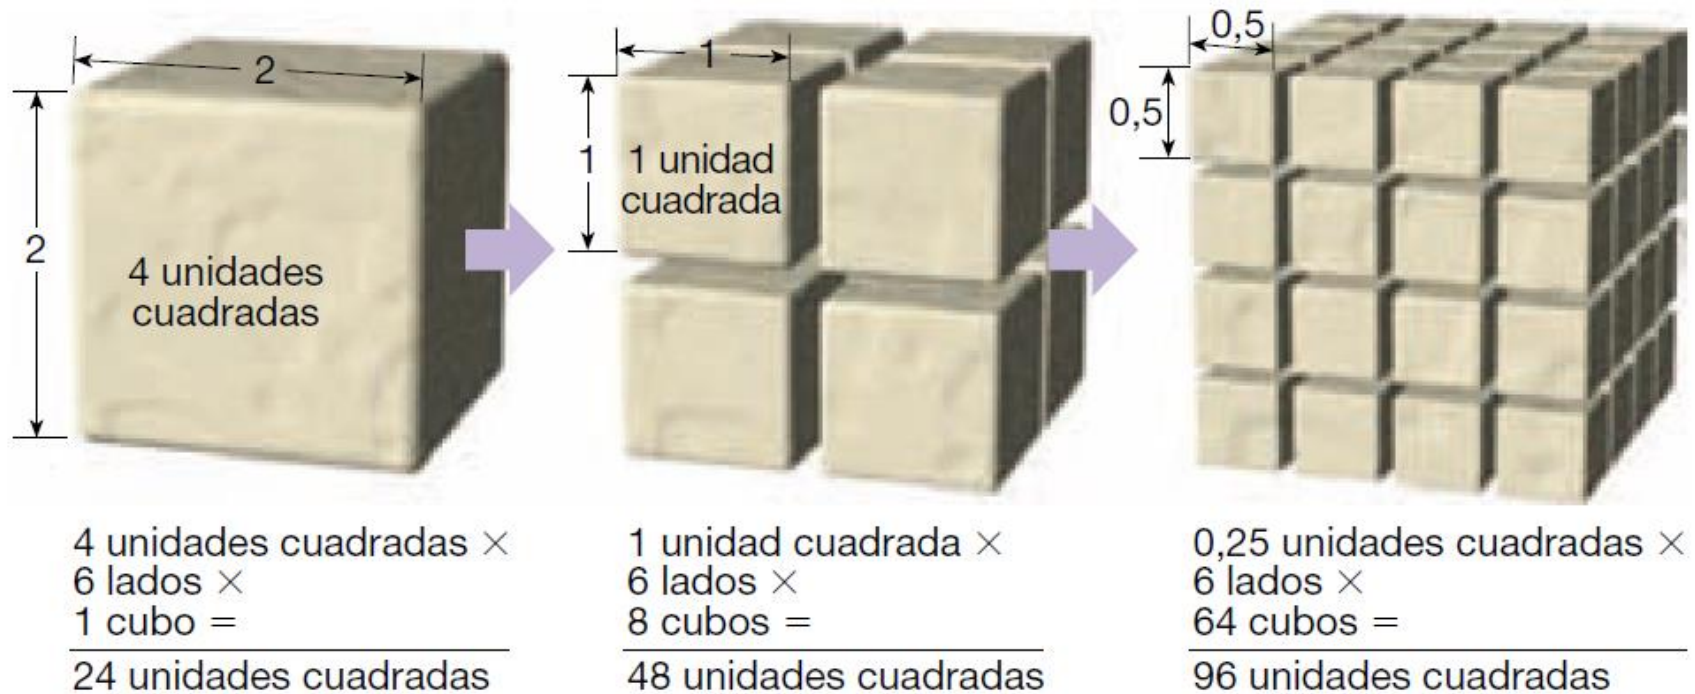 2
2
4 unidades
cuadradas
1
1
1 unidad
cuadrada
0,5
0,5
4 unidades cuadradas ×
6 lados ×
1 cubo =
24 unidades cuadradas
1 unidad cuadrada ×
6 lados ×
8 cubos =
48 unidades cuadradas
0,25 unidades cuadradas ×
6 lados ×
64 cubos =
96 unidades cuadradas